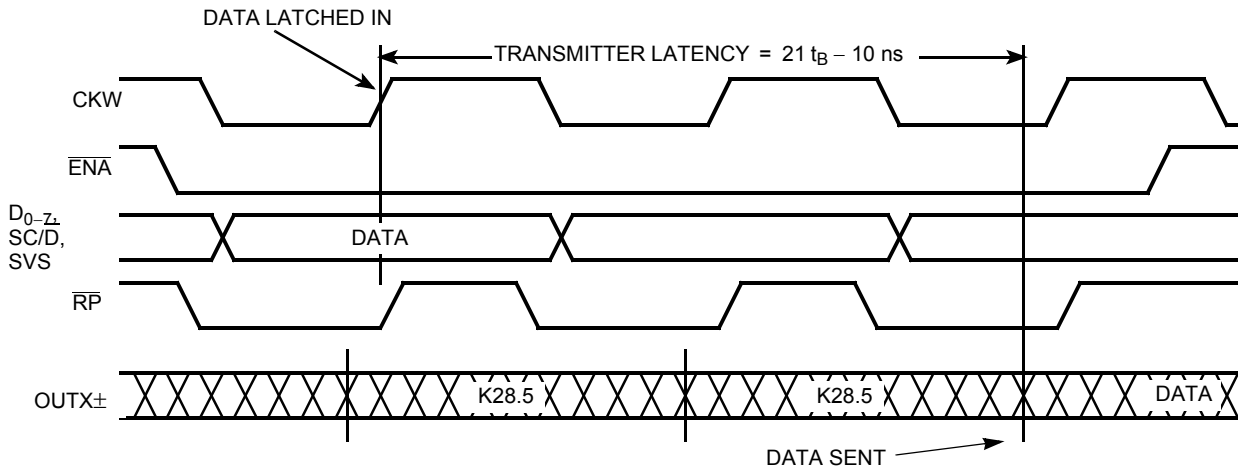 DATA LATCHED IN
TRANSMITTER LATENCY = 21 tB – 10 ns
CKW
ENA
D0–7,
SC/D,
SVS
DATA
RP
OUTX±
K28.5
K28.5
DATA
DATA SENT